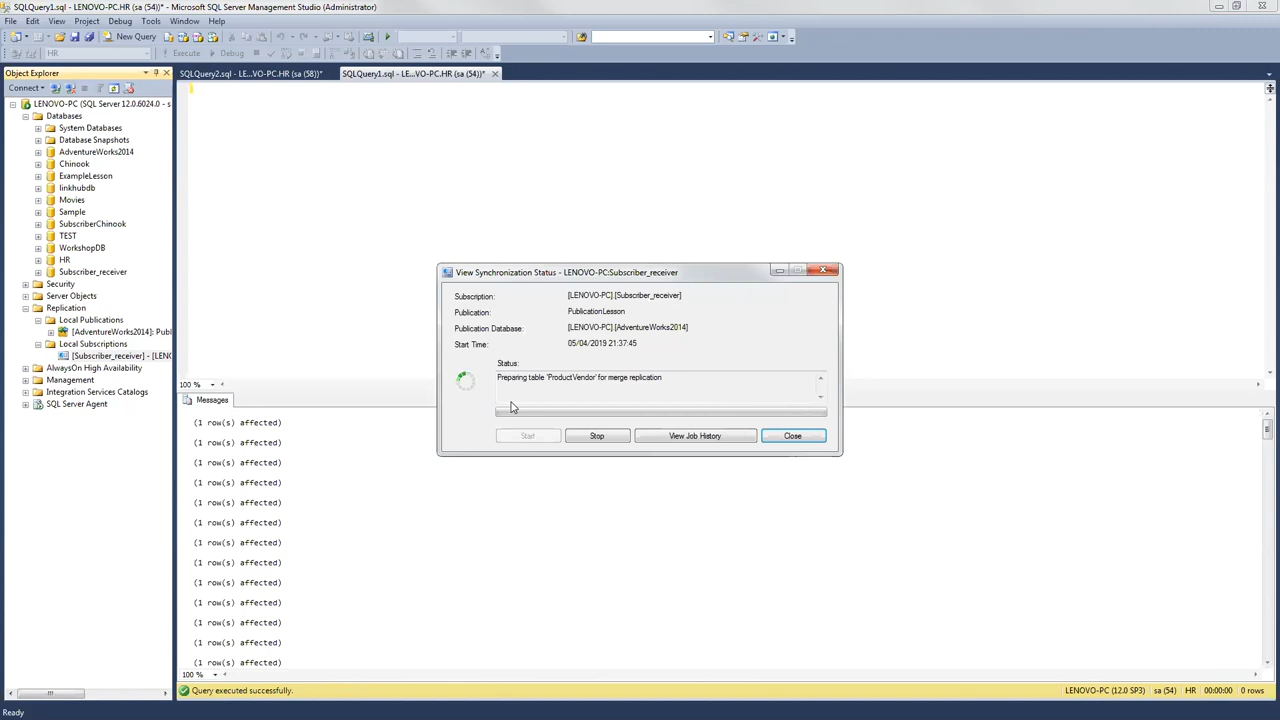 SQLQuery1.sql - LENOVO-PC.HR (sa (54))* - Microsoft SQL Server Management Studio (Administrator)
File Edit View Project Debug Tools Window Help
New Query
HR Execute Debug
Object Explorer
SQLQuery2.sql - LE...VO-PC.HR (sa (58))*
SQLQuery1.sql - LE...VO-PC.HR (sa (54))*
Connect
LENOVO-PC (SQL Server 12.0.6024.0 - s
Databases
System Databases
Database Snapshots
AdventureWorks2014
Chinook
ExampleLesson
linkhubdb
Movies
Sample
SubscriberChinook
TEST
WorkshopDB
HR
Subscriber_receiver
Security
Server Objects
Replication
Local Publications
[AdventureWorks2014]: Publ
Local Subscriptions
[Subscriber_receiver] - [LENO
AlwaysOn High Availability
Management
Integration Services Catalogs
SQL Server Agent
View Synchronization Status - LENOVO-PC:Subscriber_receiver
Subscription: [LENOVO-PC].[Subscriber_receiver]
Publication: PublicationLesson
Publication Database: [LENOVO-PC].[AdventureWorks2014]
Start Time: 05/04/2019 21:37:45
Status:
Preparing table 'ProductVendor' for merge replication
Start Stop View Job History Close
100 %
Messages
(1 row(s) affected)
(1 row(s) affected)
(1 row(s) affected)
(1 row(s) affected)
(1 row(s) affected)
(1 row(s) affected)
(1 row(s) affected)
(1 row(s) affected)
(1 row(s) affected)
(1 row(s) affected)
(1 row(s) affected)
(1 row(s) affected)
(1 row(s) affected)
100 %
Query executed successfully. LENOVO-PC (12.0 SP3) sa (54) HR 00:00:00 0 rows
Ready